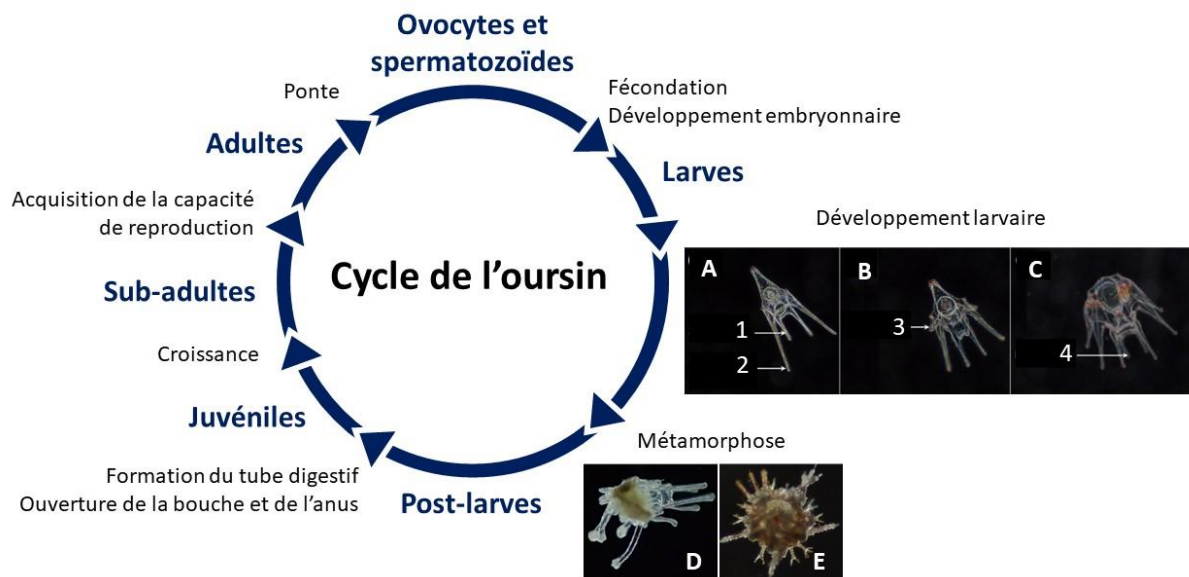 Ovocytes et
spermatozoïdes
Ponte
Fécondation
Développement embryonnaire
Adultes
Larves
Acquisition de la capacité
de reproduction
Développement larvaire
Cycle de l'oursin
A
B
C
1
2
3
4
Sub-adultes
Croissance
Juvéniles
Métamorphose
Formation du tube digestif
Ouverture de la bouche et de l'anus
Post-larves
D
E